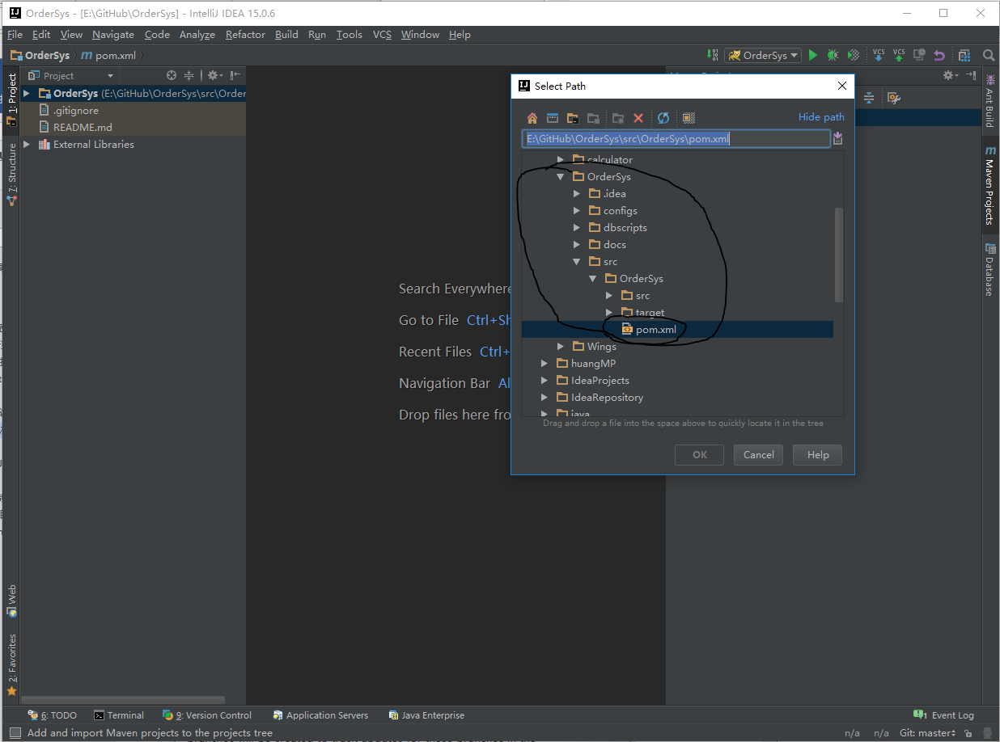 OrderSys - [E:\GitHub\OrderSys] - IntelliJ IDEA 15.0.6
File Edit View Navigate Code Analyze Refactor Build Run Tools VCS Window Help
OrderSys pom.xml
OrderSys
VCS VCS
Project
1: Project
7: Structure
Web
2: Favorites
OrderSys (E:\GitHub\OrderSys\src\Order
.gitignore
README.md
External Libraries
Search Everywhere
Go to File Ctrl+Sh
Recent Files Ctrl+
Navigation Bar Al
Drop files here fro
Select Path
Hide path
E:\GitHub\OrderSys\src\OrderSys\pom.xml
calculator
OrderSys
.idea
configs
dbscripts
docs
src
OrderSys
src
target
pom.xml
Wings
huangMP
IdeaProjects
IdeaRepository
java
Drag and drop a file into the space above to quickly locate it in the tree
OK Cancel Help
Ant Build
Maven Projects
Database
6: TODO Terminal 9: Version Control Application Servers Java Enterprise 1 Event Log
Add and import Maven projects to the projects tree n/a n/a Git: master